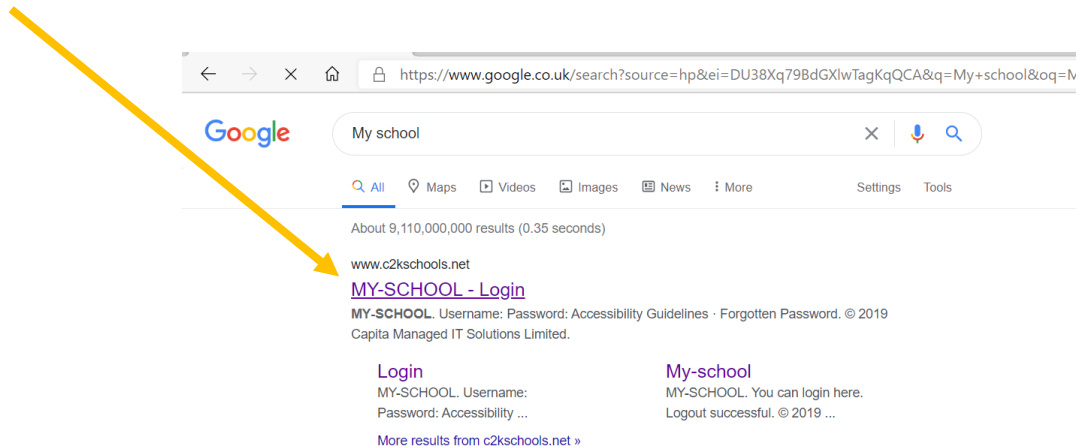 https://www.google.co.uk/search?source=hp&ei=DU38Xq79BdGXlwTagKqQCA&q=My+school&oq=M
Google
My school
All Maps Videos Images News More Settings Tools
About 9,110,000,000 results (0.35 seconds)
www.c2kschools.net
MY-SCHOOL - Login
MY-SCHOOL. Username: Password: Accessibility Guidelines · Forgotten Password. © 2019
Capita Managed IT Solutions Limited.
Login My-school
MY-SCHOOL. Username: MY-SCHOOL. You can login here.
Password: Accessibility ... Logout successful. © 2019 ...
More results from c2kschools.net »